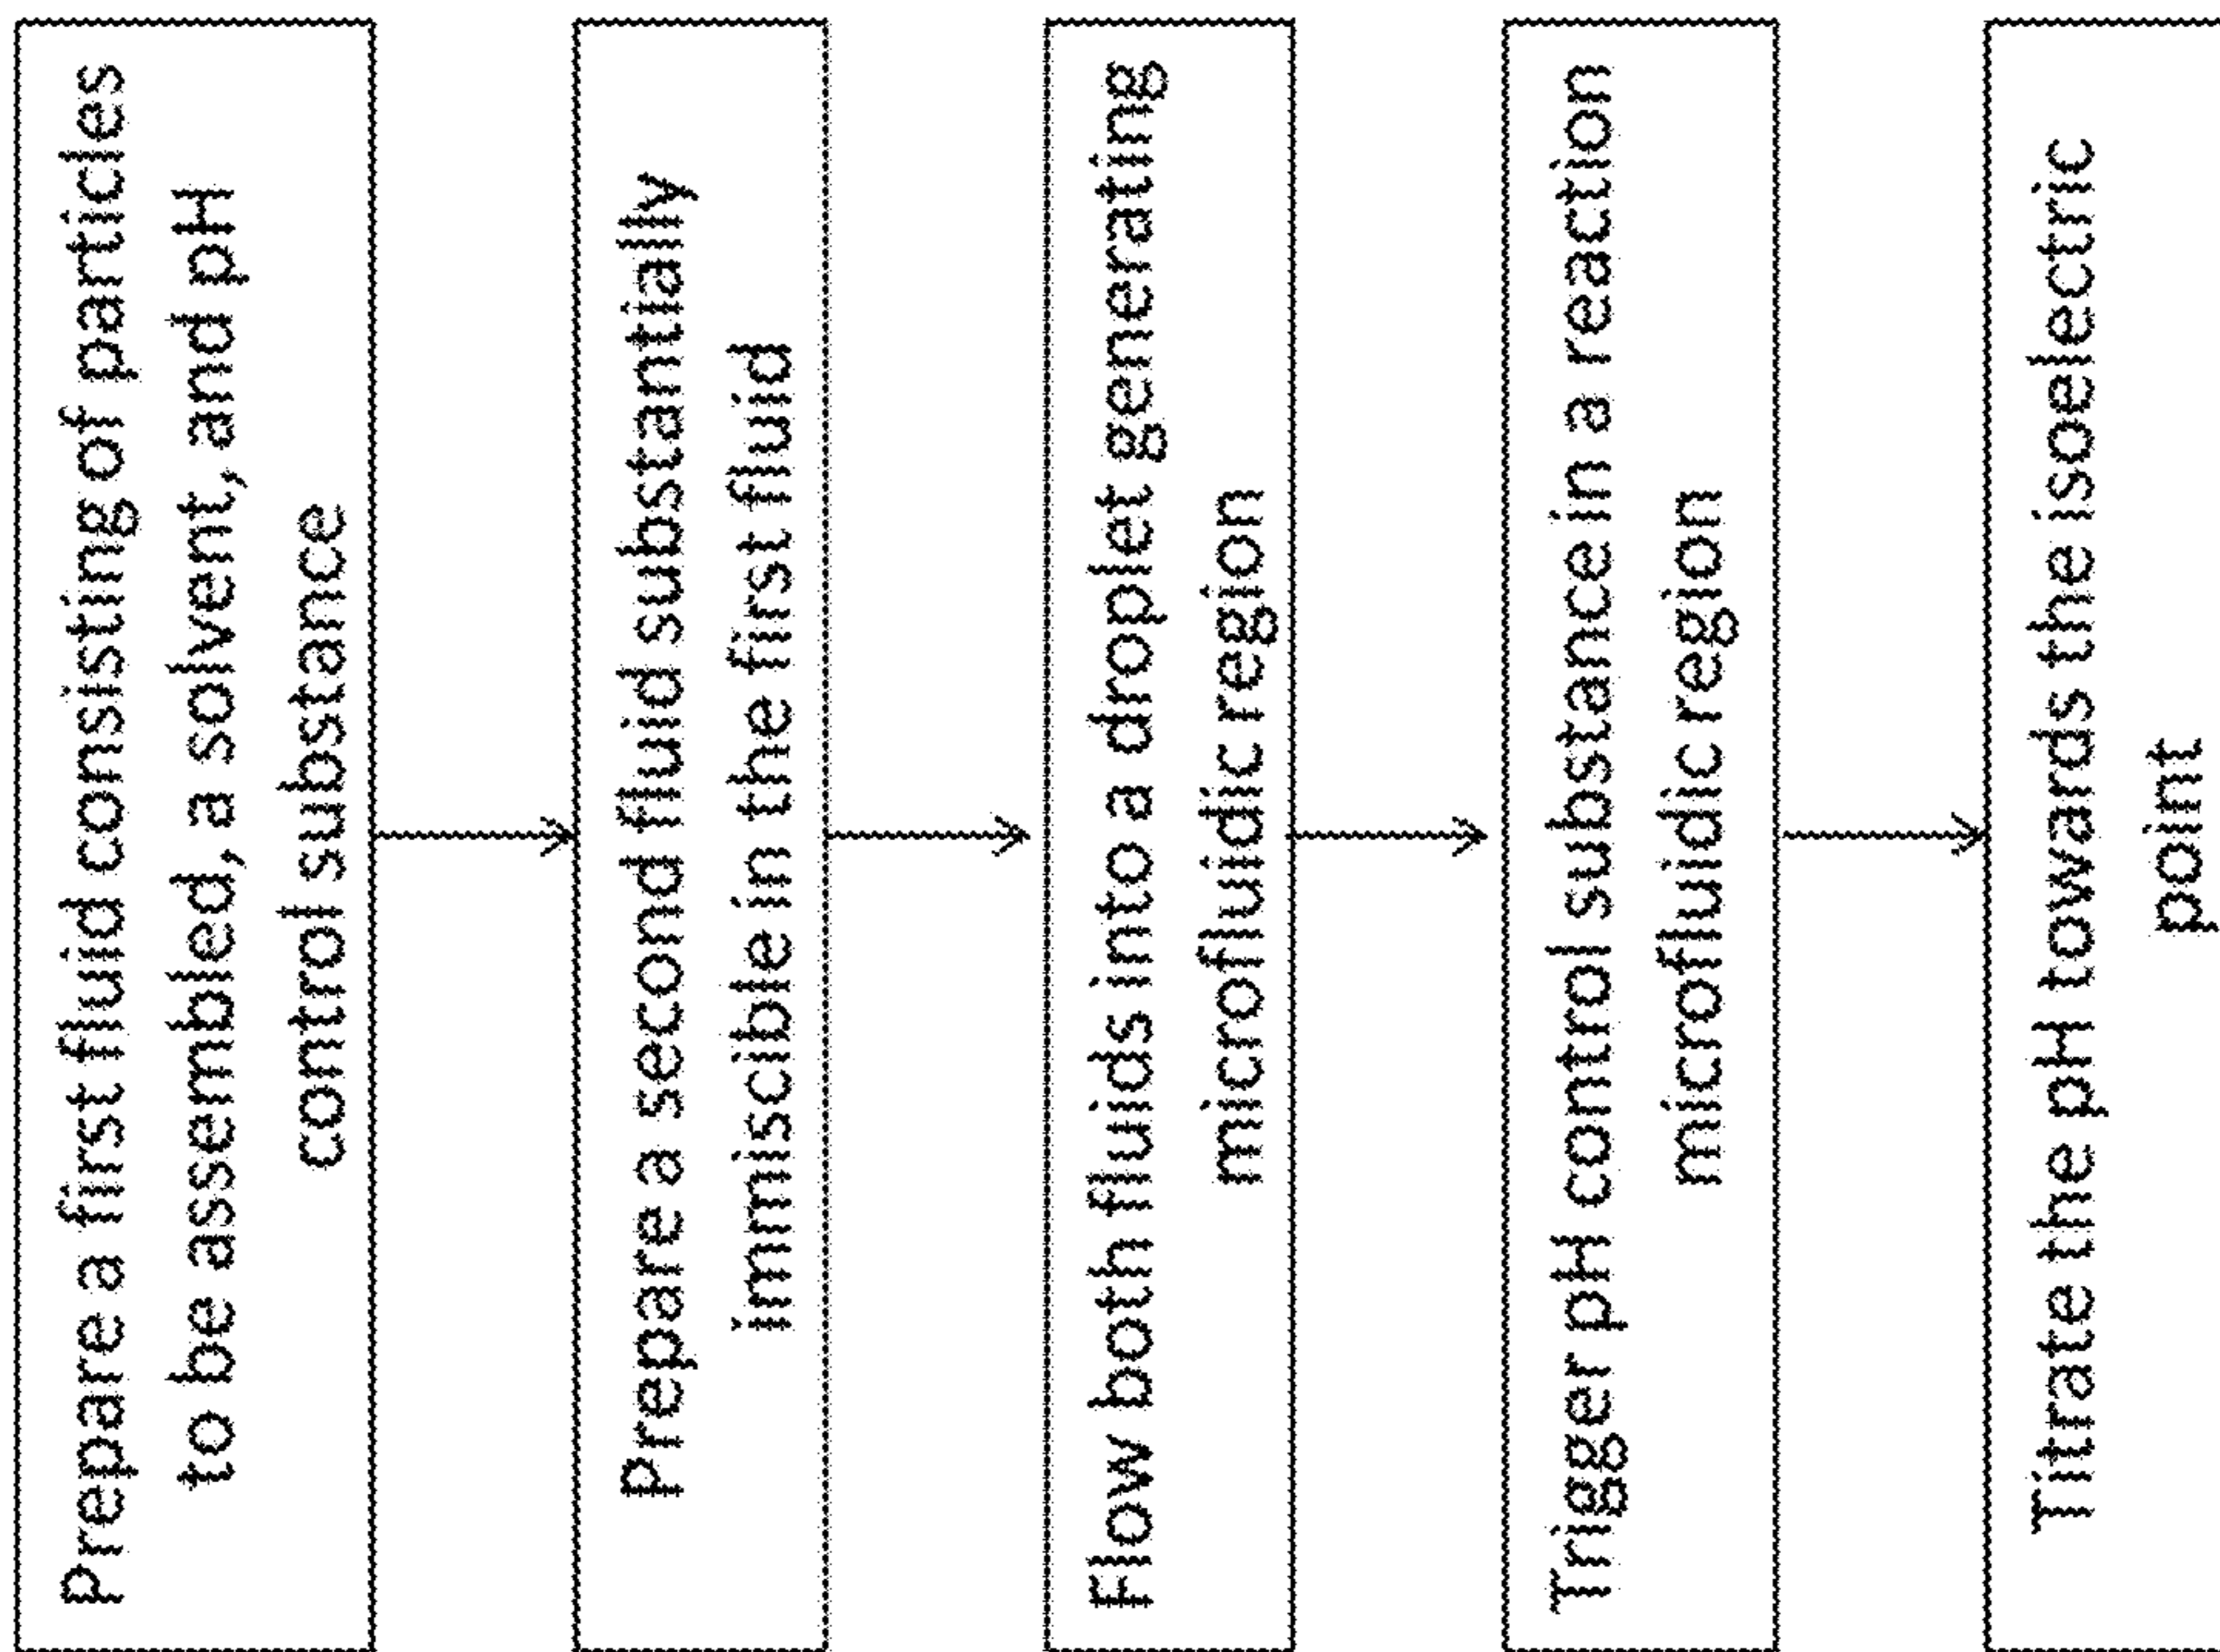 Prepare a first fluid consisting of particles
to be assembled, a solvent, and pH
control substance
Prepare a second fluid substantially
immiscible in the first fluid
Flow both fluids into a droplet generating
microfluidic region
Trigger pH control substance in a reaction
microfluidic region
Titrate the pH towards the isoelectric
point